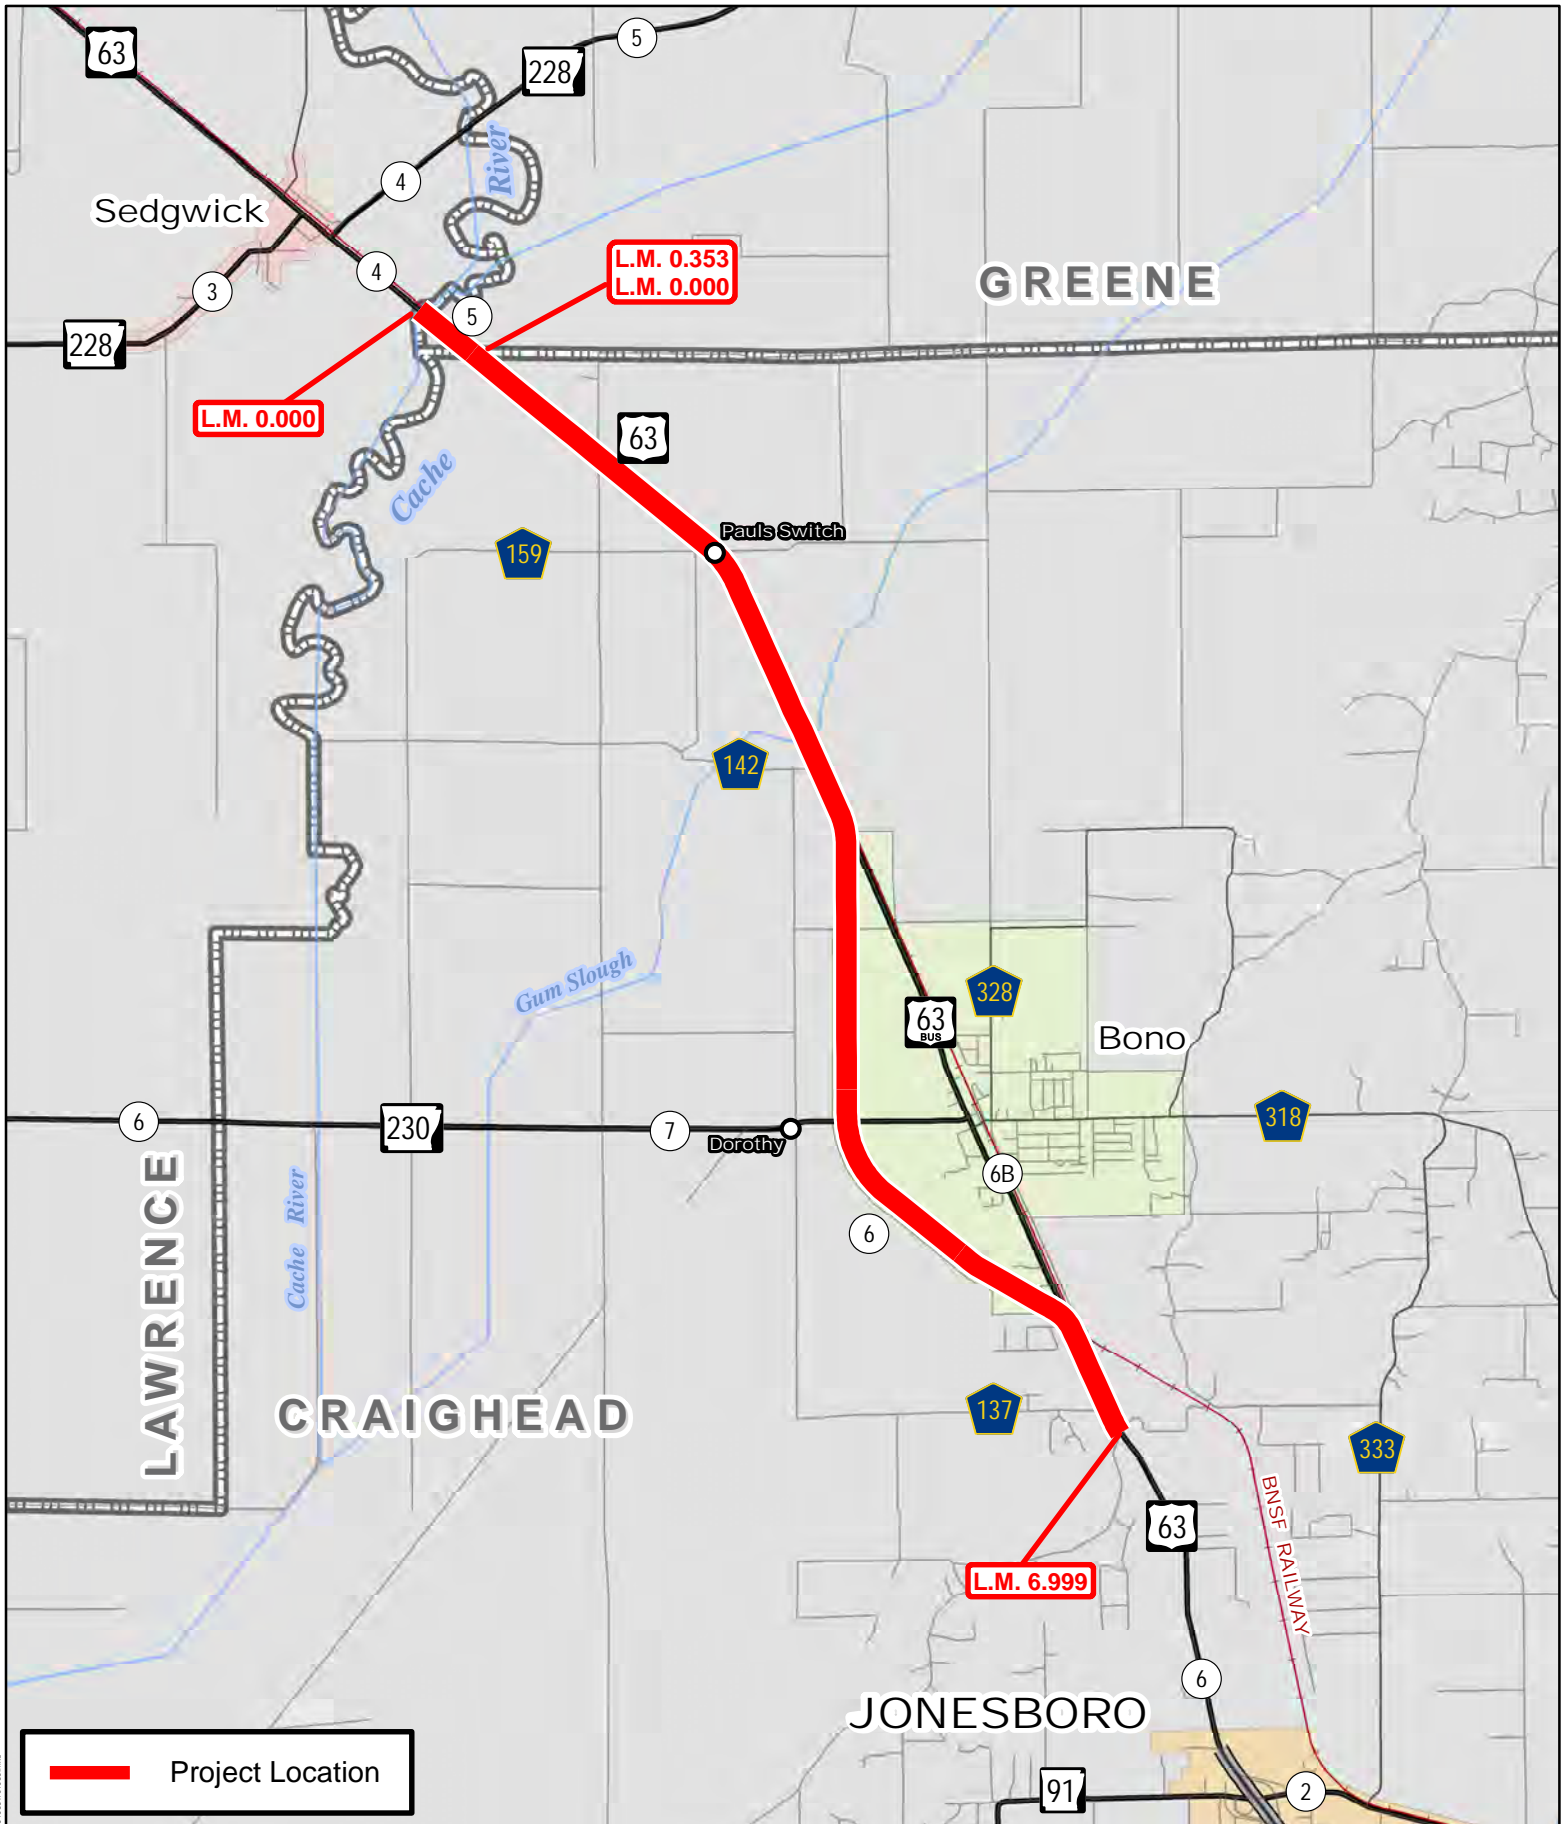 5
63
228
River
4
Sedgwick
L.M. 0.353
L.M. 0.000
4
GREENE
3
5
228
L.M. 0.000
63
Cache
Pauls Switch
159
142
Gum Slough
328
63
BUS
Bono
6
230
7
Dorothy
318
6B
LAWRENCE
Cache River
6
CRAIGHEAD
137
333
BNSF RAILWAY
63
L.M. 6.999
6
JONESBORO
Project Location
91
2